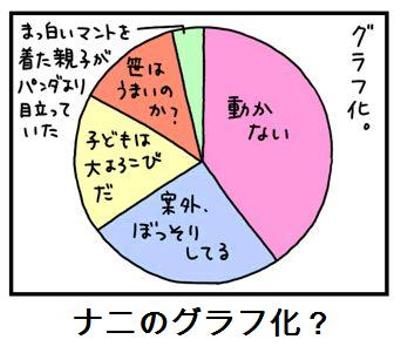 グラフ化。
動か
ない
案外、
ぼっそり
してる
子どもは
大よろこび
だ
笹は
うまいのか?
まっ白いマントを
着た親子が
パンダより
目立って
いた
ナニのグラフ化?